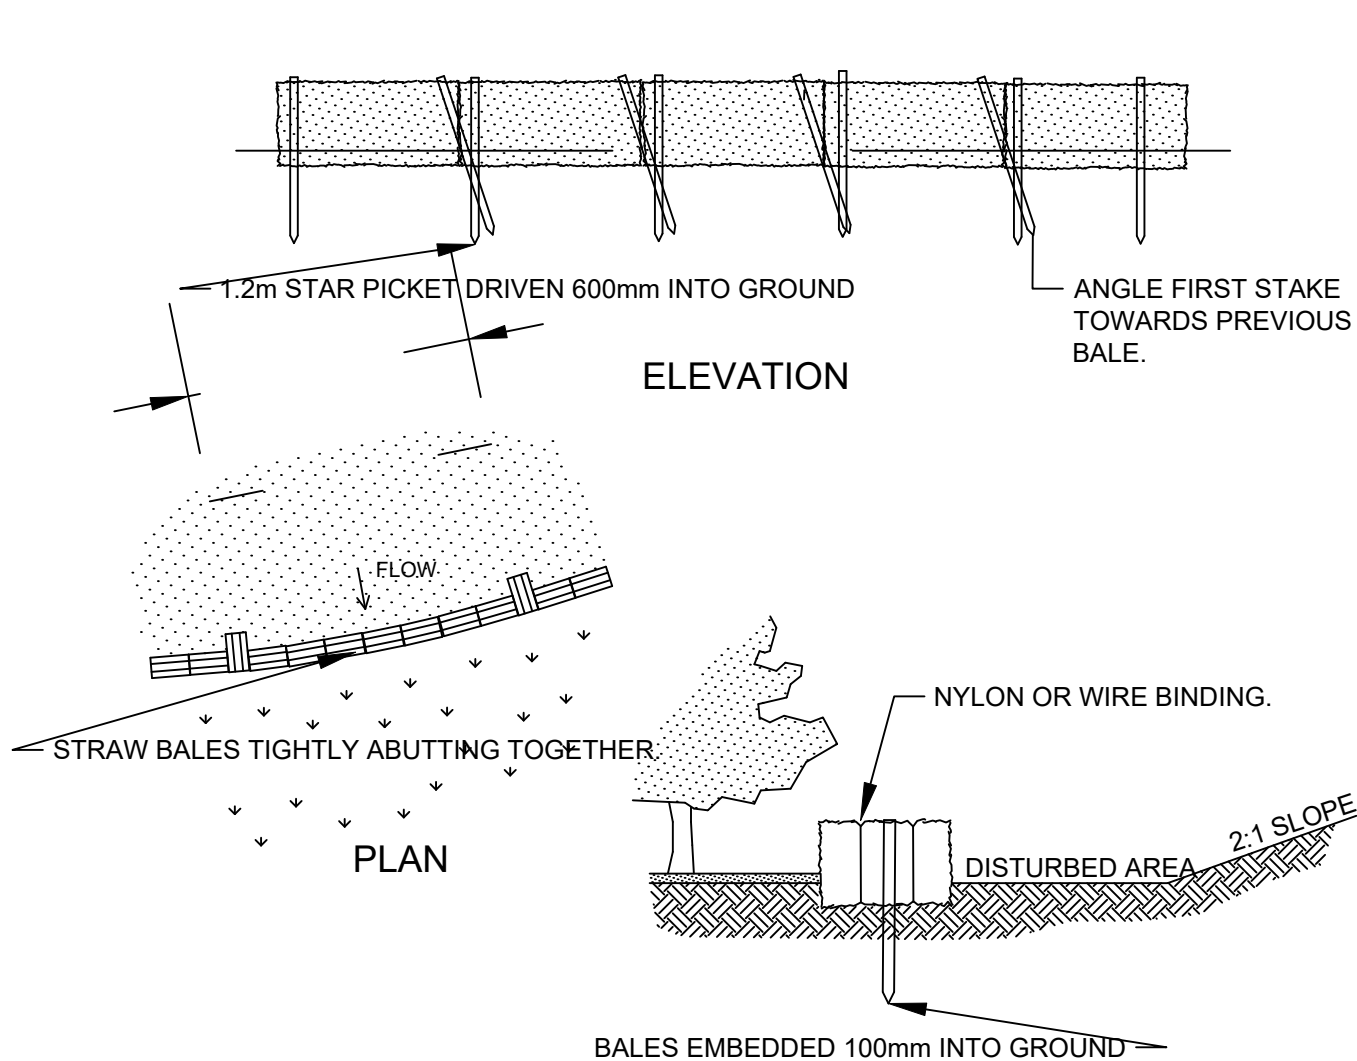 1.2m STAR PICKET DRIVEN 600mm INTO GROUND
ANGLE FIRST STAKE
TOWARDS PREVIOUS
BALE.
ELEVATION
FLOW
STRAW BALES TIGHTLY ABUTTING TOGETHER
PLAN
NYLON OR WIRE BINDING.
2:1 SLOPE
DISTURBED AREA
BALES EMBEDDED 100mm INTO GROUND